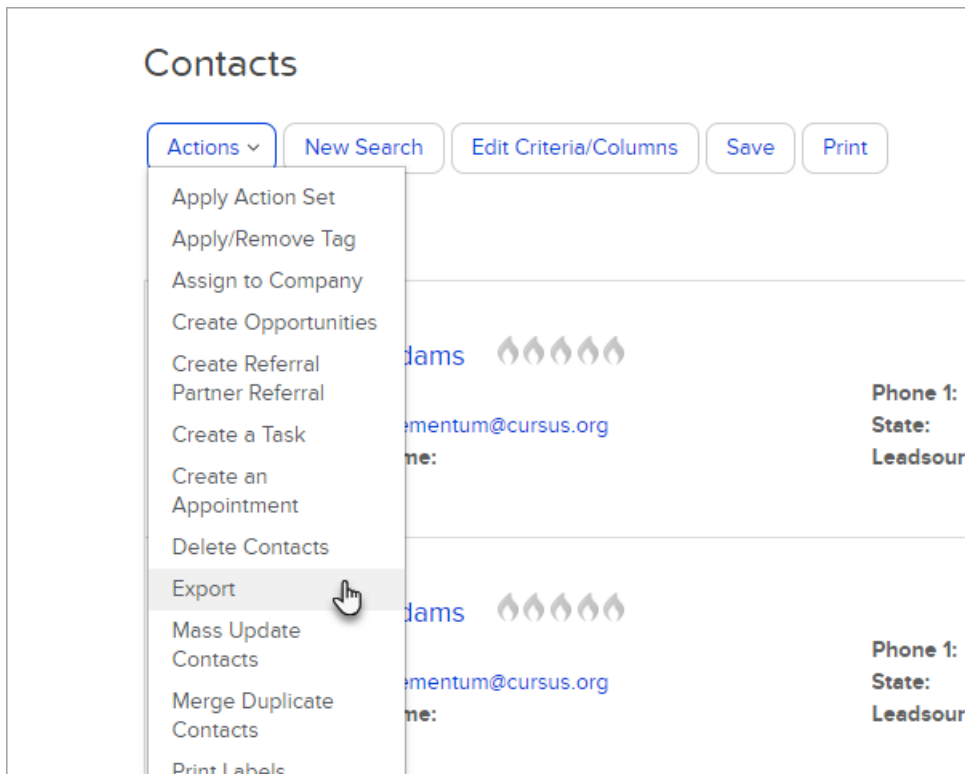 Contacts
Actions New Search Edit Criteria/Columns Save Print
Apply Action Set
Apply/Remove Tag
Assign to Company
Create Opportunities
Create Referral
Partner Referral
Create a Task
Create an
Appointment
Delete Contacts
Export
Mass Update
Contacts
Merge Duplicate
Contacts
Print Labels
dams
Phone 1:
ementum@cursus.org
State:
me:
Leadsour
dams
Phone 1:
ementum@cursus.org
State:
me:
Leadsour